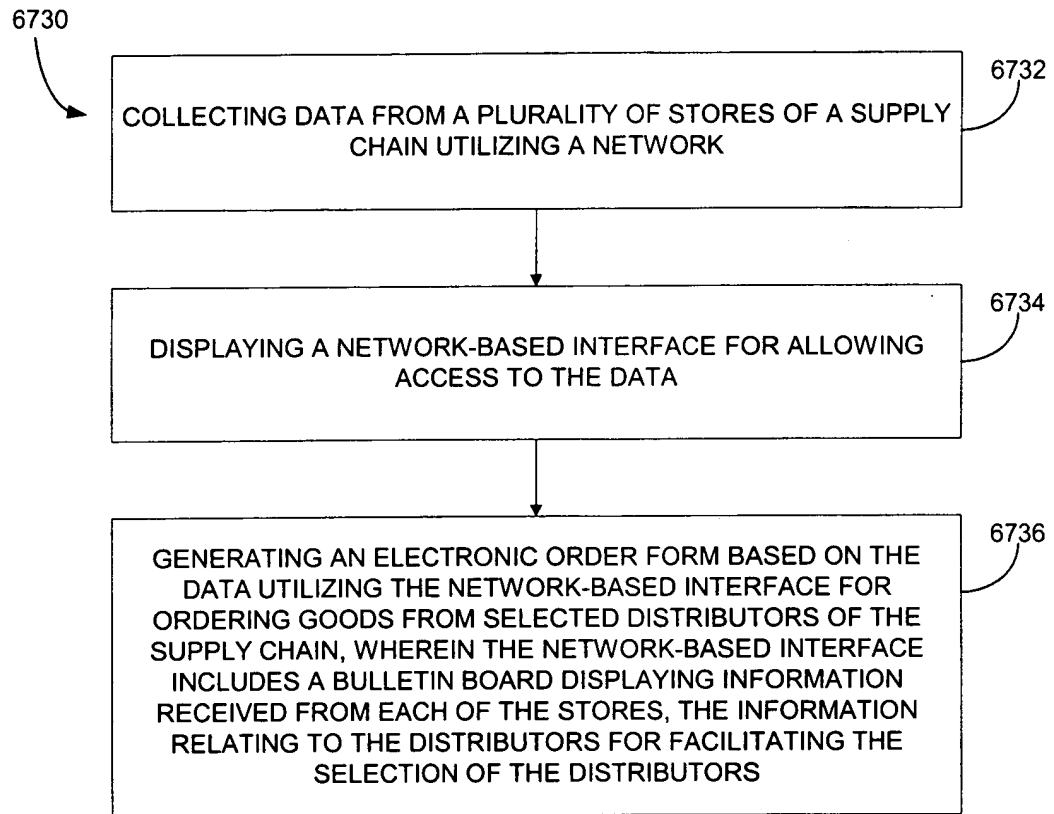 6730
6732
COLLECTING DATA FROM A PLURALITY OF STORES OF A SUPPLY
CHAIN UTILIZING A NETWORK
6734
DISPLAYING A NETWORK-BASED INTERFACE FOR ALLOWING
ACCESS TO THE DATA
6736
GENERATING AN ELECTRONIC ORDER FORM BASED ON THE
DATA UTILIZING THE NETWORK-BASED INTERFACE FOR
ORDERING GOODS FROM SELECTED DISTRIBUTORS OF THE
SUPPLY CHAIN, WHEREIN THE NETWORK-BASED INTERFACE
INCLUDES A BULLETIN BOARD DISPLAYING INFORMATION
RECEIVED FROM EACH OF THE STORES, THE INFORMATION
RELATING TO THE DISTRIBUTORS FOR FACILITATING THE
SELECTION OF THE DISTRIBUTORS